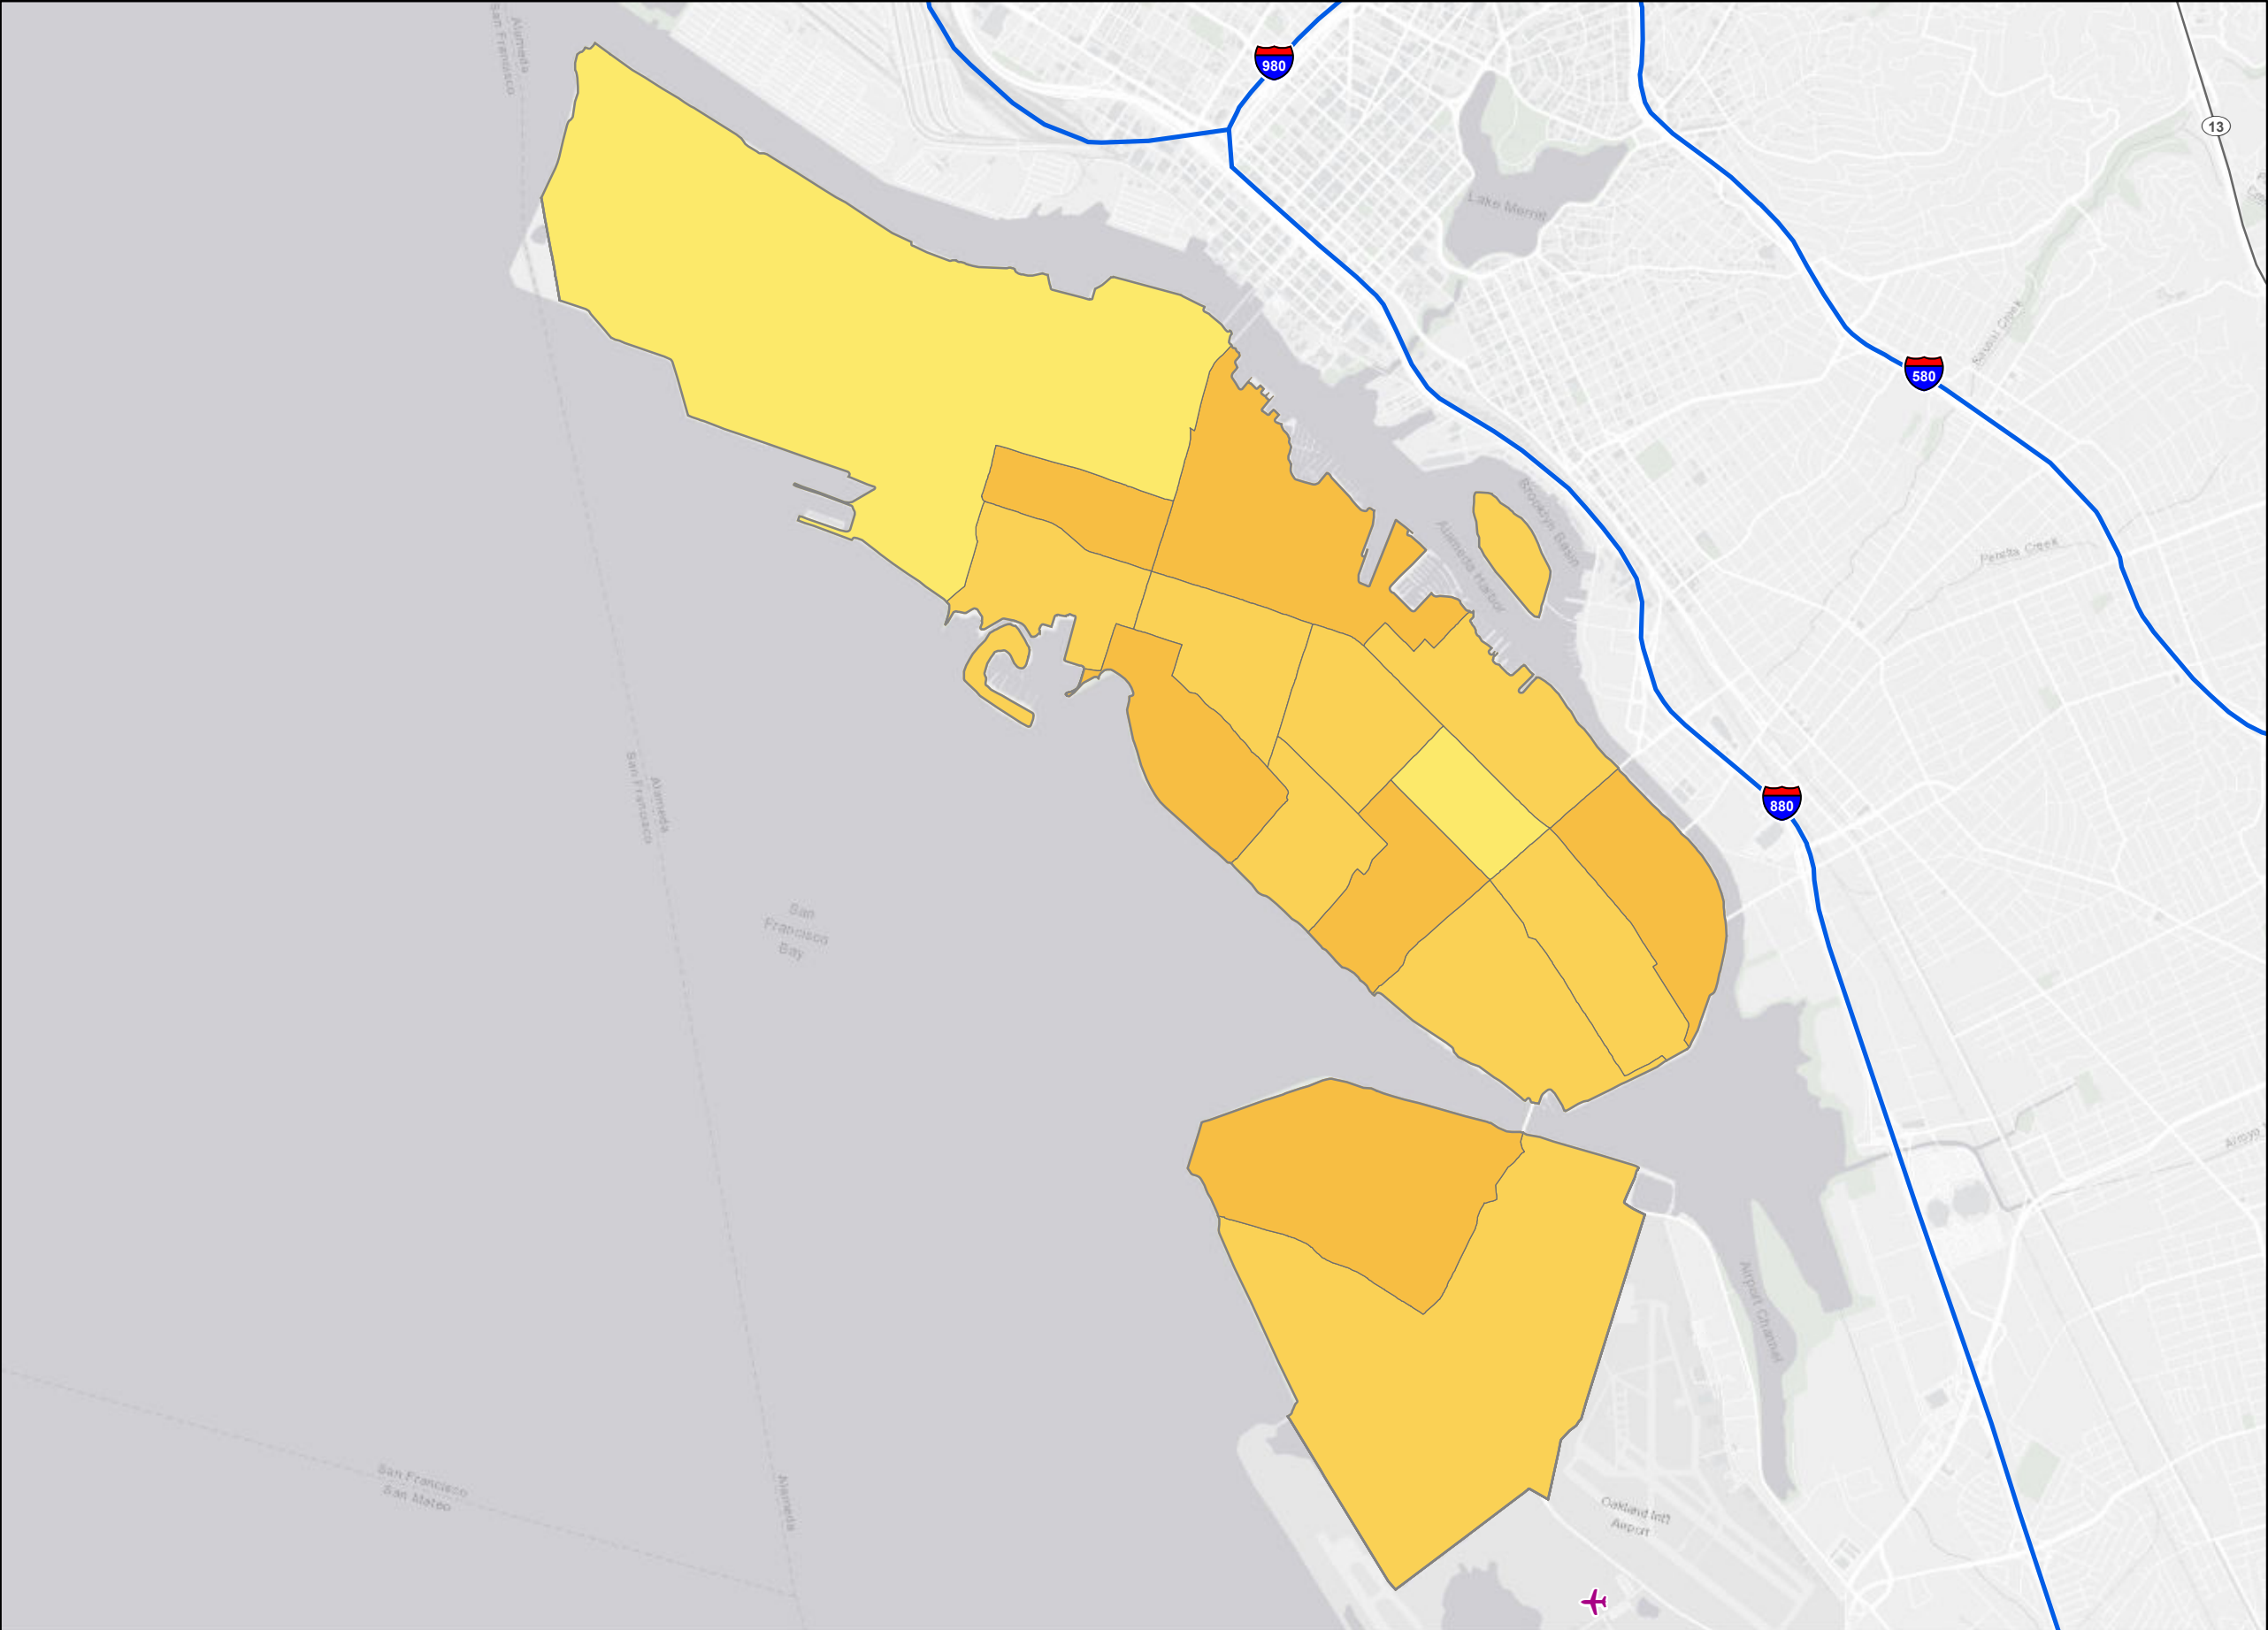 San Francisco
Alameda
980
13
Lake Merritt
580
Sausal Creek
Brooklyn Basin
Alameda Harbor
Peralta Creek
San Francisco
Alameda
880
San
Francisco
Bay
Arroyo
Airport Channel
San Francisco
San Mateo
Alameda
Oakland Int'l
Airport